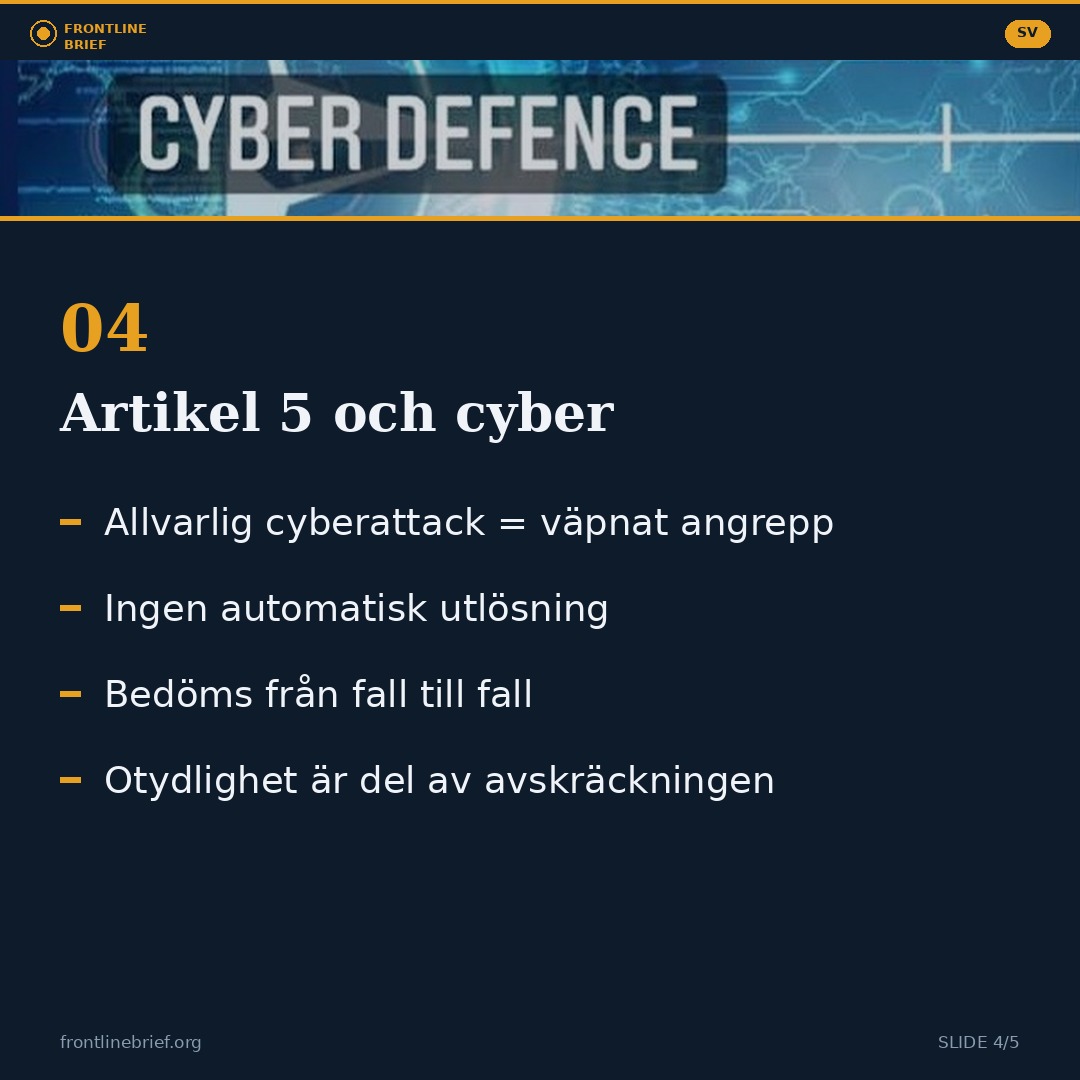 FRONTLINE
BRIEF
SV
CYBER DEFENCE
04
Artikel 5 och cyber
– Allvarlig cyberattack = väpnat angrepp
– Ingen automatisk utlösning
– Bedöms från fall till fall
– Otydlighet är del av avskräckningen
frontlinebrief.org
SLIDE 4/5